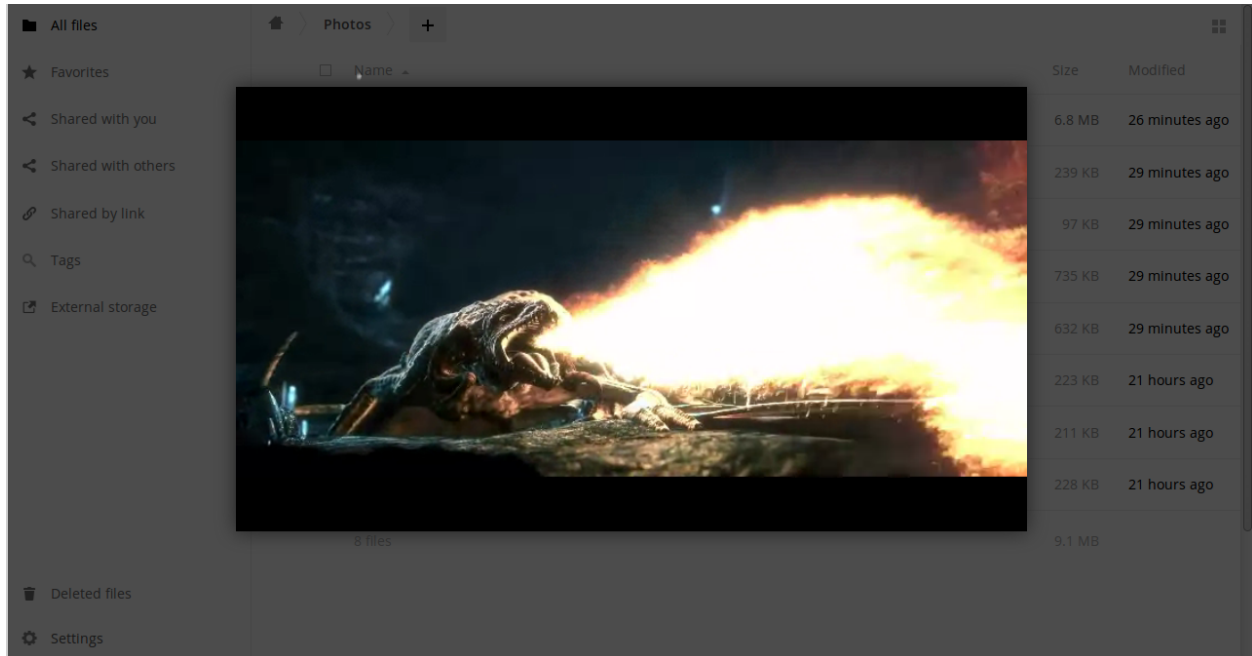 All files
Photos +
Favorites
Name Size Modified
Shared with you
6.8 MB 26 minutes ago
Shared with others
239 KB 29 minutes ago
Shared by link
97 KB 29 minutes ago
Tags
735 KB 29 minutes ago
External storage
632 KB 29 minutes ago
223 KB 21 hours ago
211 KB 21 hours ago
228 KB 21 hours ago
8 files 9.1 MB
Deleted files
Settings